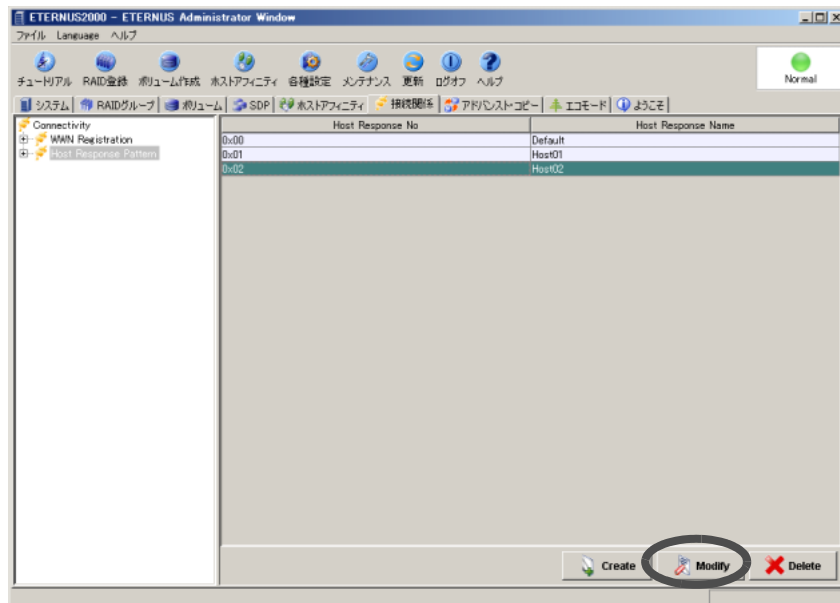 ETERNUS2000 - ETERNUS Administrator Window
ファイル Language ヘルプ
チュートリアル RAID登録 ボリューム作成 ホストアフィニティ 各種設定 メンテナンス 更新 ログオフ ヘルプ
Normal
システム RAIDグループ ボリューム SDP ホストアフィニティ 接続関係 アドバンストコピー エコモード ようこそ
Connectivity
WWN Registration
Host Response Pattern
Host Response No Host Response Name
0x00 Default
0x01 Host01
0x02 Host02
Create Modify Delete